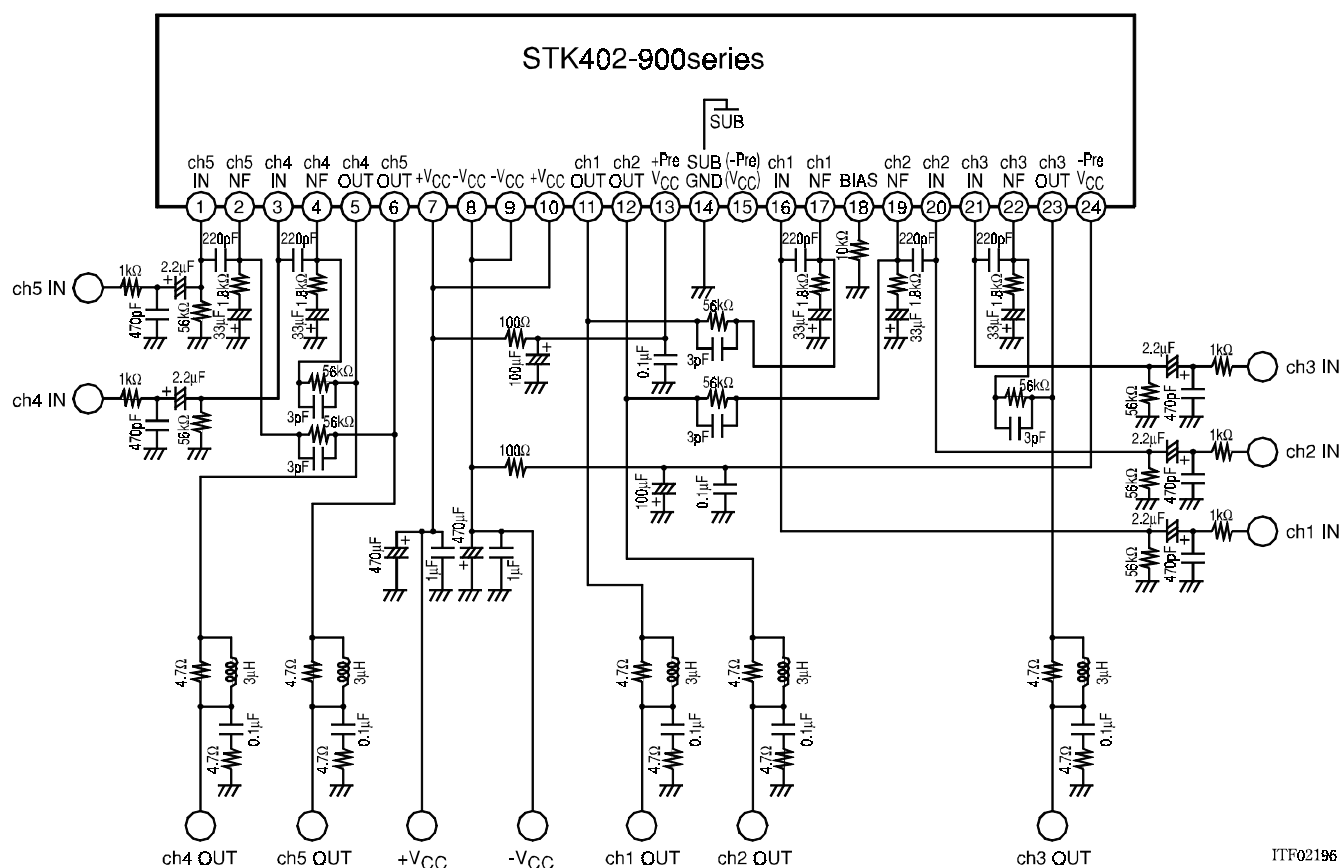 STK402-900series
SUB
ch5 IN
ch5 NF
ch4 IN
ch4 NF
ch4 OUT
ch5 OUT
+VCC
-VCC
-VCC
+VCC
ch1 OUT
ch2 OUT
+Pre VCC
SUB GND
(-Pre) (VCC)
ch1 IN
ch1 NF
BIAS
ch2 NF
ch2 IN
ch3 IN
ch3 NF
ch3 OUT
-Pre VCC
1 2 3 4 5 6 7 8 9 10 11 12 13 14 15 16 17 18 19 20 21 22 23 24
220pF
220pF
220pF
220pF
220pF
10kΩ
ch5 IN
1kΩ
2.2µF
+
470pF
56kΩ
33µF
1.8kΩ
+
33µF
1.8kΩ
+
33µF
1.8kΩ
+
33µF
1.8kΩ
+
33µF
1.8kΩ
+
56kΩ
3pF
100Ω
100µF
+
0.1µF
ch4 IN
1kΩ
2.2µF
+
470pF
56kΩ
56kΩ
3pF
56kΩ
3pF
56kΩ
3pF
56kΩ
3pF
2.2µF
+
1kΩ
56kΩ
470pF
ch3 IN
100Ω
100µF
+
0.1µF
2.2µF
+
1kΩ
56kΩ
470pF
ch2 IN
2.2µF
+
1kΩ
56kΩ
470pF
ch1 IN
470µF
+
1µF
470µF
+
1µF
4.7Ω
3µH
4.7Ω
3µH
4.7Ω
3µH
4.7Ω
3µH
4.7Ω
3µH
0.1µF
4.7Ω
0.1µF
4.7Ω
0.1µF
4.7Ω
0.1µF
4.7Ω
0.1µF
4.7Ω
ch4 OUT
ch5 OUT
+VCC
-VCC
ch1 OUT
ch2 OUT
ch3 OUT
ITF02196